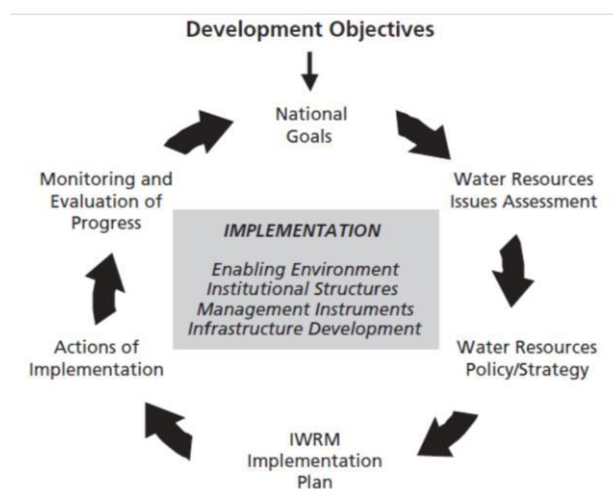 Development Objectives
National
Goals
Water Resources
Issues Assessment
Water Resources
Policy/Strategy
IWRM
Implementation
Plan
Actions of
Implementation
Monitoring and
Evaluation of
Progress
IMPLEMENTATION
Enabling Environment
Institutional Structures
Management Instruments
Infrastructure Development